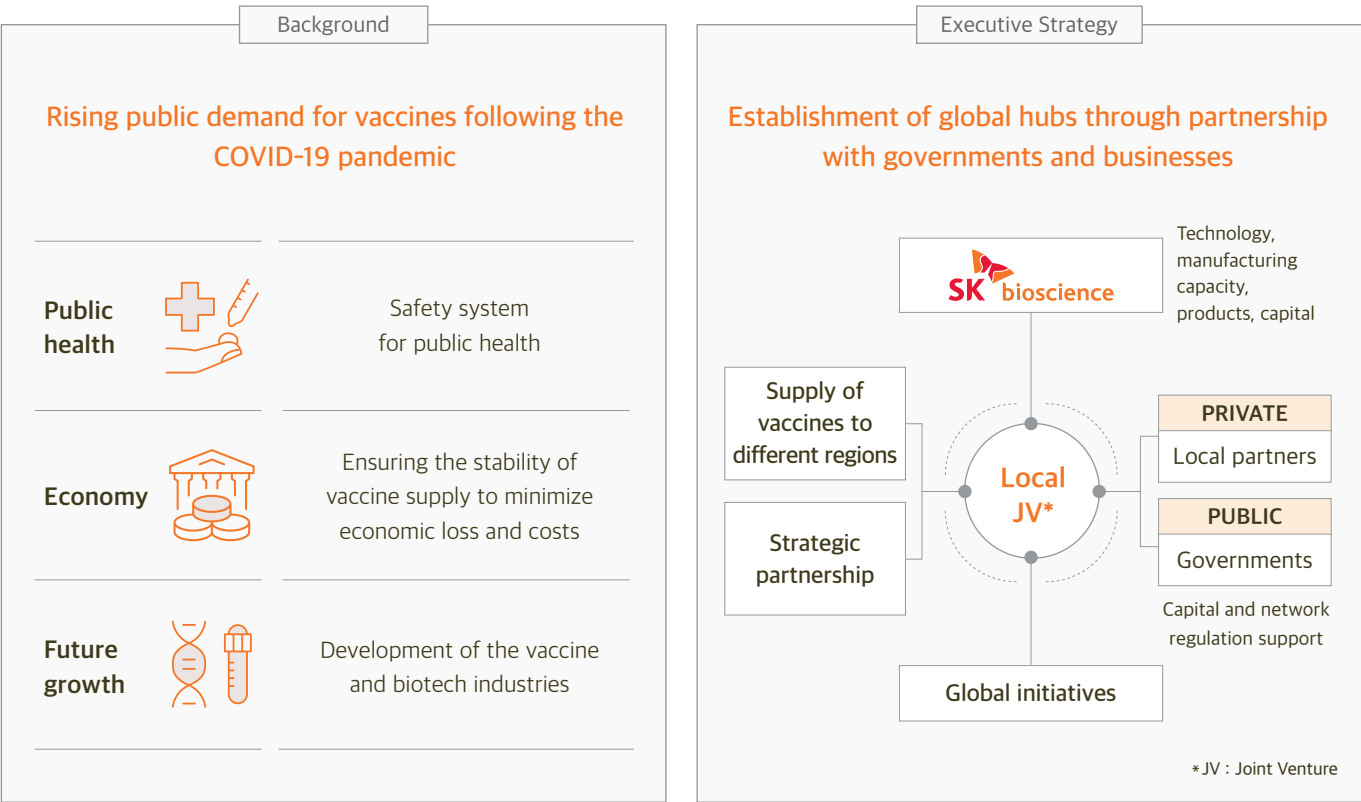 Background
Rising public demand for vaccines following the
COVID-19 pandemic
Public
health
Safety system
for public health
Economy
Ensuring the stability of
vaccine supply to minimize
economic loss and costs
Future
growth
Development of the vaccine
and biotech industries
Executive Strategy
Establishment of global hubs through partnership
with governments and businesses
SK bioscience
Technology,
manufacturing
capacity,
products, capital
Supply of
vaccines to
different regions
Strategic
partnership
Local
JV*
PRIVATE
Local partners
PUBLIC
Governments
Capital and network
regulation support
Global initiatives
* JV : Joint Venture